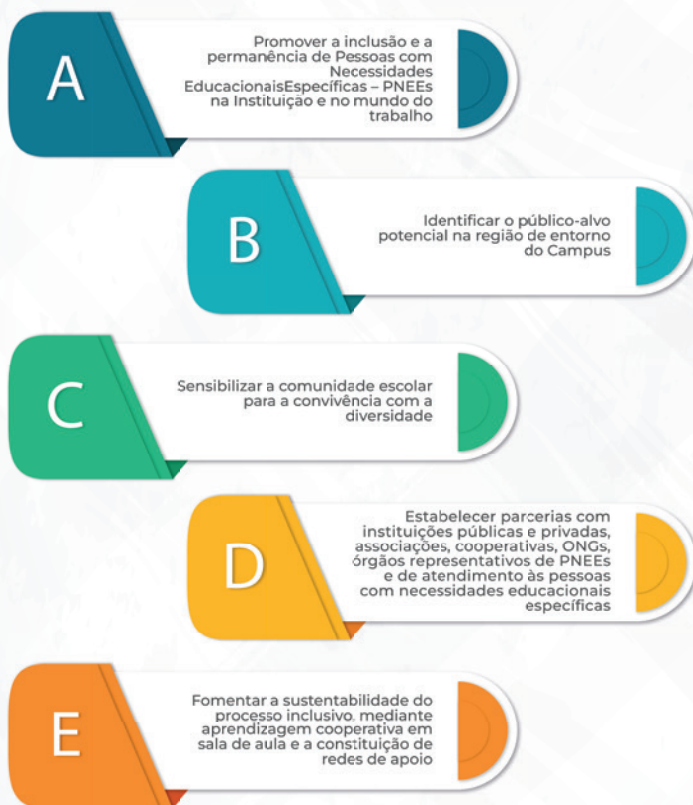 A
Promover a inclusão e a
permanência de Pessoas com
Necessidades
EducacionaisEspecíficas – PNEEs
na Instituição e no mundo do
trabalho
B
Identificar o público-alvo
potencial na região de entorno
do Campus
C
Sensibilizar a comunidade escolar
para a convivência com a
diversidade
D
Estabelecer parcerias com
instituições públicas e privadas,
associações, cooperativas, ONGs,
órgãos representativos de PNEEs
e de atendimento às pessoas
com necessidades educacionais
específicas
E
Fomentar a sustentabilidade do
processo inclusivo, mediante
aprendizagem cooperativa em
sala de aula e a constituição de
redes de apoio